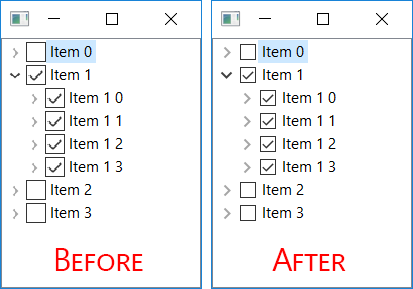 Item 0
Item 1
Item 1 0
Item 1 1
Item 1 2
Item 1 3
Item 2
Item 3
BEFORE
Item 0
Item 1
Item 1 0
Item 1 1
Item 1 2
Item 1 3
Item 2
Item 3
AFTER